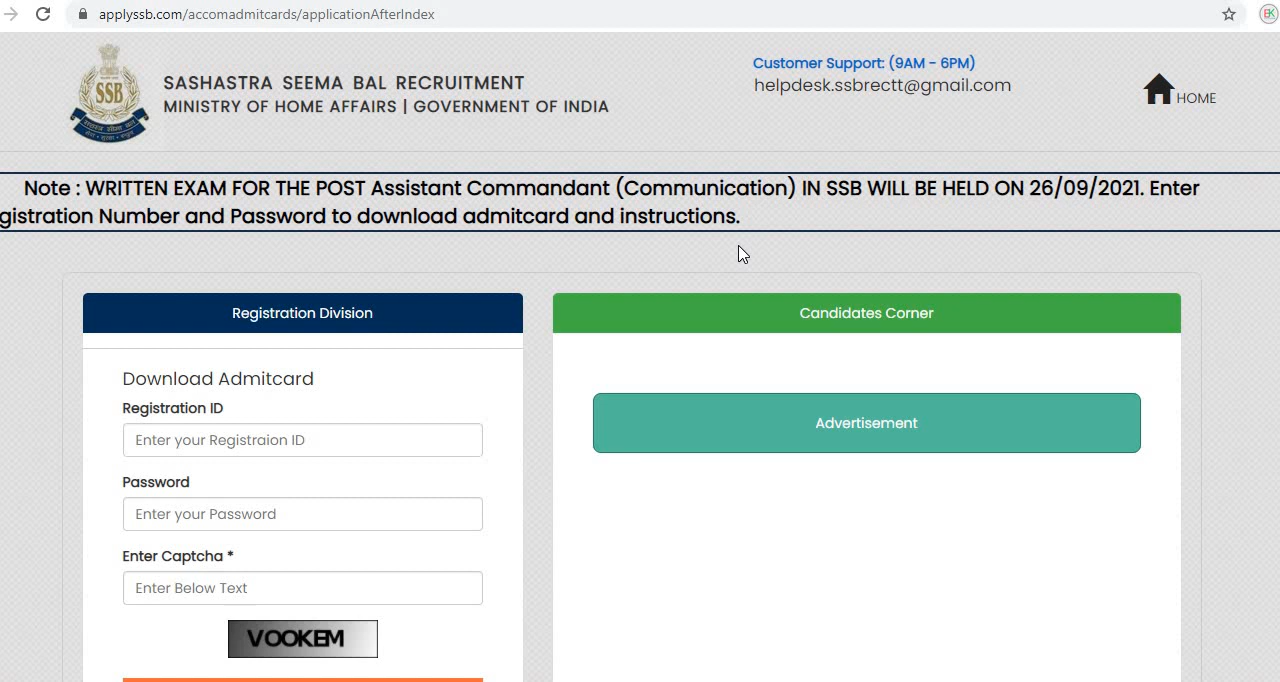 applyssb.com/accomadmitcards/applicationAfterIndex
EK
SSB
SASHASTRA SEEMA BAL RECRUITMENT
MINISTRY OF HOME AFFAIRS | GOVERNMENT OF INDIA
Customer Support: (9AM - 6PM)
helpdesk.ssbrectt@gmail.com
HOME
Note : WRITTEN EXAM FOR THE POST Assistant Commandant (Communication) IN SSB WILL BE HELD ON 26/09/2021. Enter
gistration Number and Password to download admitcard and instructions.
Registration Division
Candidates Corner
Download Admitcard
Registration ID
Enter your Registraion ID
Advertisement
Password
Enter your Password
Enter Captcha *
Enter Below Text
VOOKEM